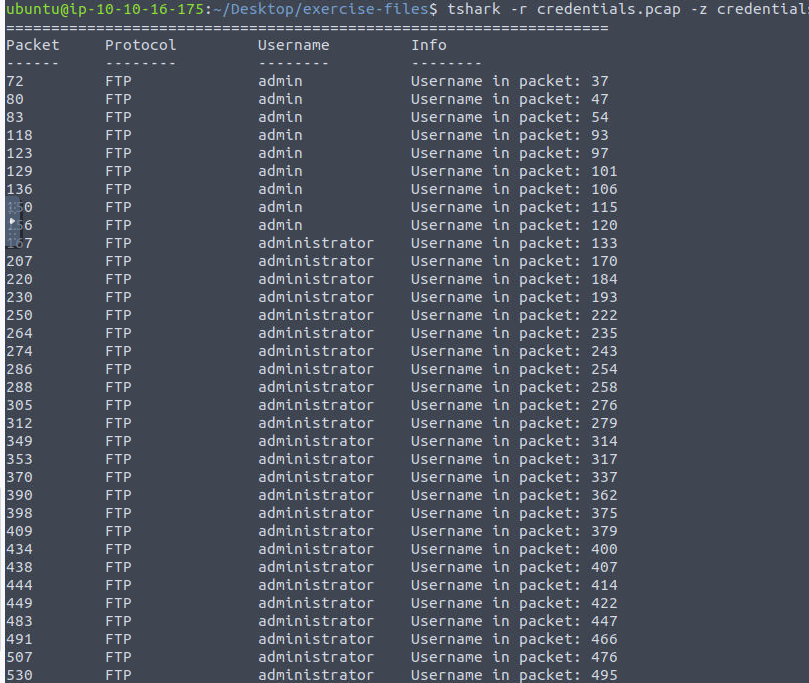 ubuntu@ip-10-10-16-175:~/Desktop/exercise-files$ tshark -r credentials.pcap -z credentials
===================================================================
Packet Protocol Username Info
------ -------- -------- --------
72 FTP admin Username in packet: 37
80 FTP admin Username in packet: 47
83 FTP admin Username in packet: 54
118 FTP admin Username in packet: 93
123 FTP admin Username in packet: 97
129 FTP admin Username in packet: 101
136 FTP admin Username in packet: 106
FTP admin Username in packet: 115
FTP admin Username in packet: 120
167 FTP administrator Username in packet: 133
207 FTP administrator Username in packet: 170
220 FTP administrator Username in packet: 184
230 FTP administrator Username in packet: 193
250 FTP administrator Username in packet: 222
264 FTP administrator Username in packet: 235
274 FTP administrator Username in packet: 243
286 FTP administrator Username in packet: 254
288 FTP administrator Username in packet: 258
305 FTP administrator Username in packet: 276
312 FTP administrator Username in packet: 279
349 FTP administrator Username in packet: 314
353 FTP administrator Username in packet: 317
370 FTP administrator Username in packet: 337
390 FTP administrator Username in packet: 362
398 FTP administrator Username in packet: 375
409 FTP administrator Username in packet: 379
434 FTP administrator Username in packet: 400
438 FTP administrator Username in packet: 407
444 FTP administrator Username in packet: 414
449 FTP administrator Username in packet: 422
483 FTP administrator Username in packet: 447
491 FTP administrator Username in packet: 466
507 FTP administrator Username in packet: 476
530 FTP administrator Username in packet: 495